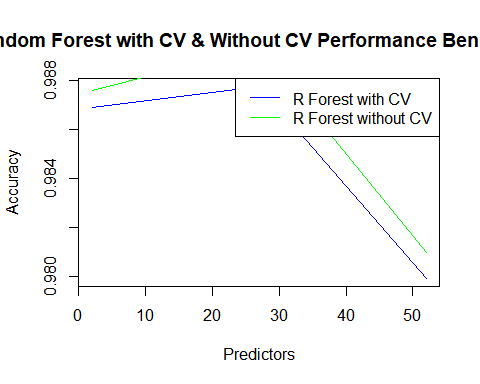 ndom Forest with CV & Without CV Performance Ben
R Forest with CV
R Forest without CV
Accuracy
0.988
0.984
0.980
0 10 20 30 40 50
Predictors